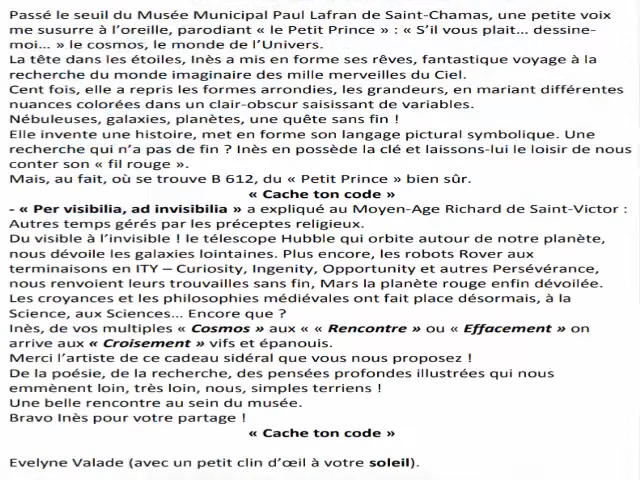 Passé le seuil du Musée Municipal Paul Lafran de Saint-Chamas, une petite voix
me susurre à l'oreille, parodiant « le Petit Prince » : « S'il vous plait... dessine-
moi... » le cosmos, le monde de l'Univers.
La tête dans les étoiles, Inès a mis en forme ses rêves, fantastique voyage à la
recherche du monde imaginaire des mille merveilles du Ciel.
Cent fois, elle a repris les formes arrondies, les grandeurs, en mariant différentes
nuances colorées dans un clair-obscur saisissant de variables.
Nébuleuses, galaxies, planètes, une quête sans fin !
Elle invente une histoire, met en forme son langage pictural symbolique. Une
recherche qui n'a pas de fin ? Inès en possède la clé et laissons-lui le loisir de nous
conter son « fil rouge ».
Mais, au fait, où se trouve B 612, du « Petit Prince » bien sûr.
« Cache ton code »
- « Per visibilia, ad invisibilia » a expliqué au Moyen-Age Richard de Saint-Victor :
Autres temps gérés par les préceptes religieux.
Du visible à l'invisible ! le télescope Hubble qui orbite autour de notre planète,
nous dévoile les galaxies lointaines. Plus encore, les robots Rover aux
terminaisons en ITY – Curiosity, Ingenity, Opportunity et autres Persévérance,
nous renvoient leurs trouvailles sans fin, Mars la planète rouge enfin dévoilée.
Les croyances et les philosophies médiévales ont fait place désormais, à la
Science, aux Sciences... Encore que ?
Inès, de vos multiples « Cosmos » aux « « Rencontre » ou « Effacement » on
arrive aux « Croisement » vifs et épanouis.
Merci l'artiste de ce cadeau sidéral que vous nous proposez !
De la poésie, de la recherche, des pensées profondes illustrées qui nous
emmènent loin, très loin, nous, simples terriens !
Une belle rencontre au sein du musée.
Bravo Inès pour votre partage !
« Cache ton code »
Evelyne Valade (avec un petit clin d'œil à votre soleil).